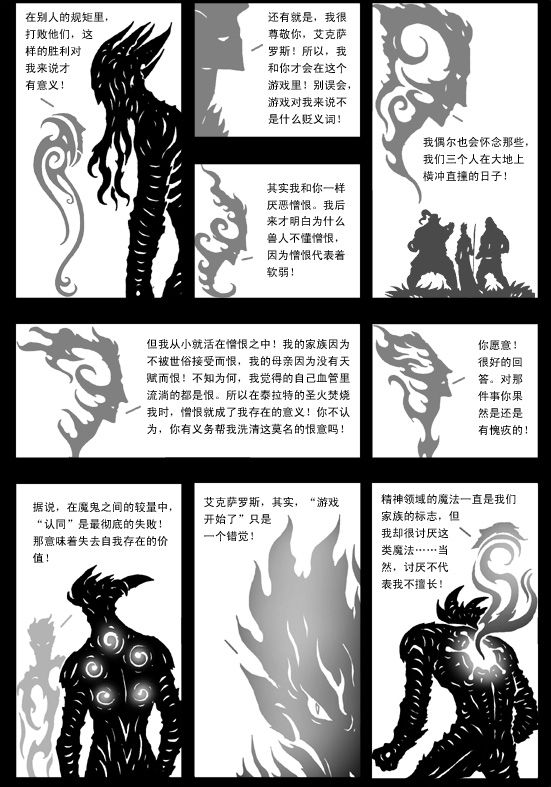 在别人的规矩里，
打败他们，这
样的胜利对
我来说才
有意义！
还有就是，我很
尊敬你，艾克萨
罗斯！所以，我
和你才会在这个
游戏里！别误会，
游戏对我来说不
是什么贬义词！
其实我和你一样
厌恶憎恨。我后
来才明白为什么
兽人不懂憎恨，
因为憎恨代表着
软弱！
我偶尔也会怀念那些，
我们三个人在大地上
横冲直撞的日子！
但我从小就活在憎恨之中！我的家族因为
不被世俗接受而恨，我的母亲因为没有天
赋而恨！不知为何，我觉得的自己血管里
流淌的都是恨。所以在泰拉特的圣火焚烧
我时，憎恨就成了我存在的意义！你不认
为，你有义务帮我洗清这莫名的恨意吗！
你愿意！
很好的回
答。对那
件事你果
然是还是
有愧疚的！
据说，在魔鬼之间的较量中，
“认同”是最彻底的失败！
那意味着失去自我存在的价
值！
艾克萨罗斯，其实，“游戏
开始了”只是
一个错觉！
精神领域的魔法一直是我们
家族的标志，但
我却很讨厌这
类魔法……当
然，讨厌不代
表我不擅长！